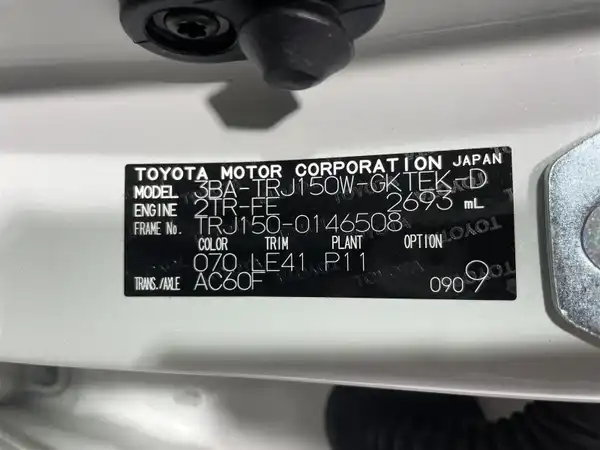 TOYOTA MOTOR CORPORATION JAPAN
MODEL 3BA-TRJ150W-GKTEK-D
ENGINE 2TR-FE 2693 mL
FRAME No. TRJ150-0146508
COLOR TRIM PLANT OPTION
070 LE41 P11
TRANS./AXLE AC60F 0909